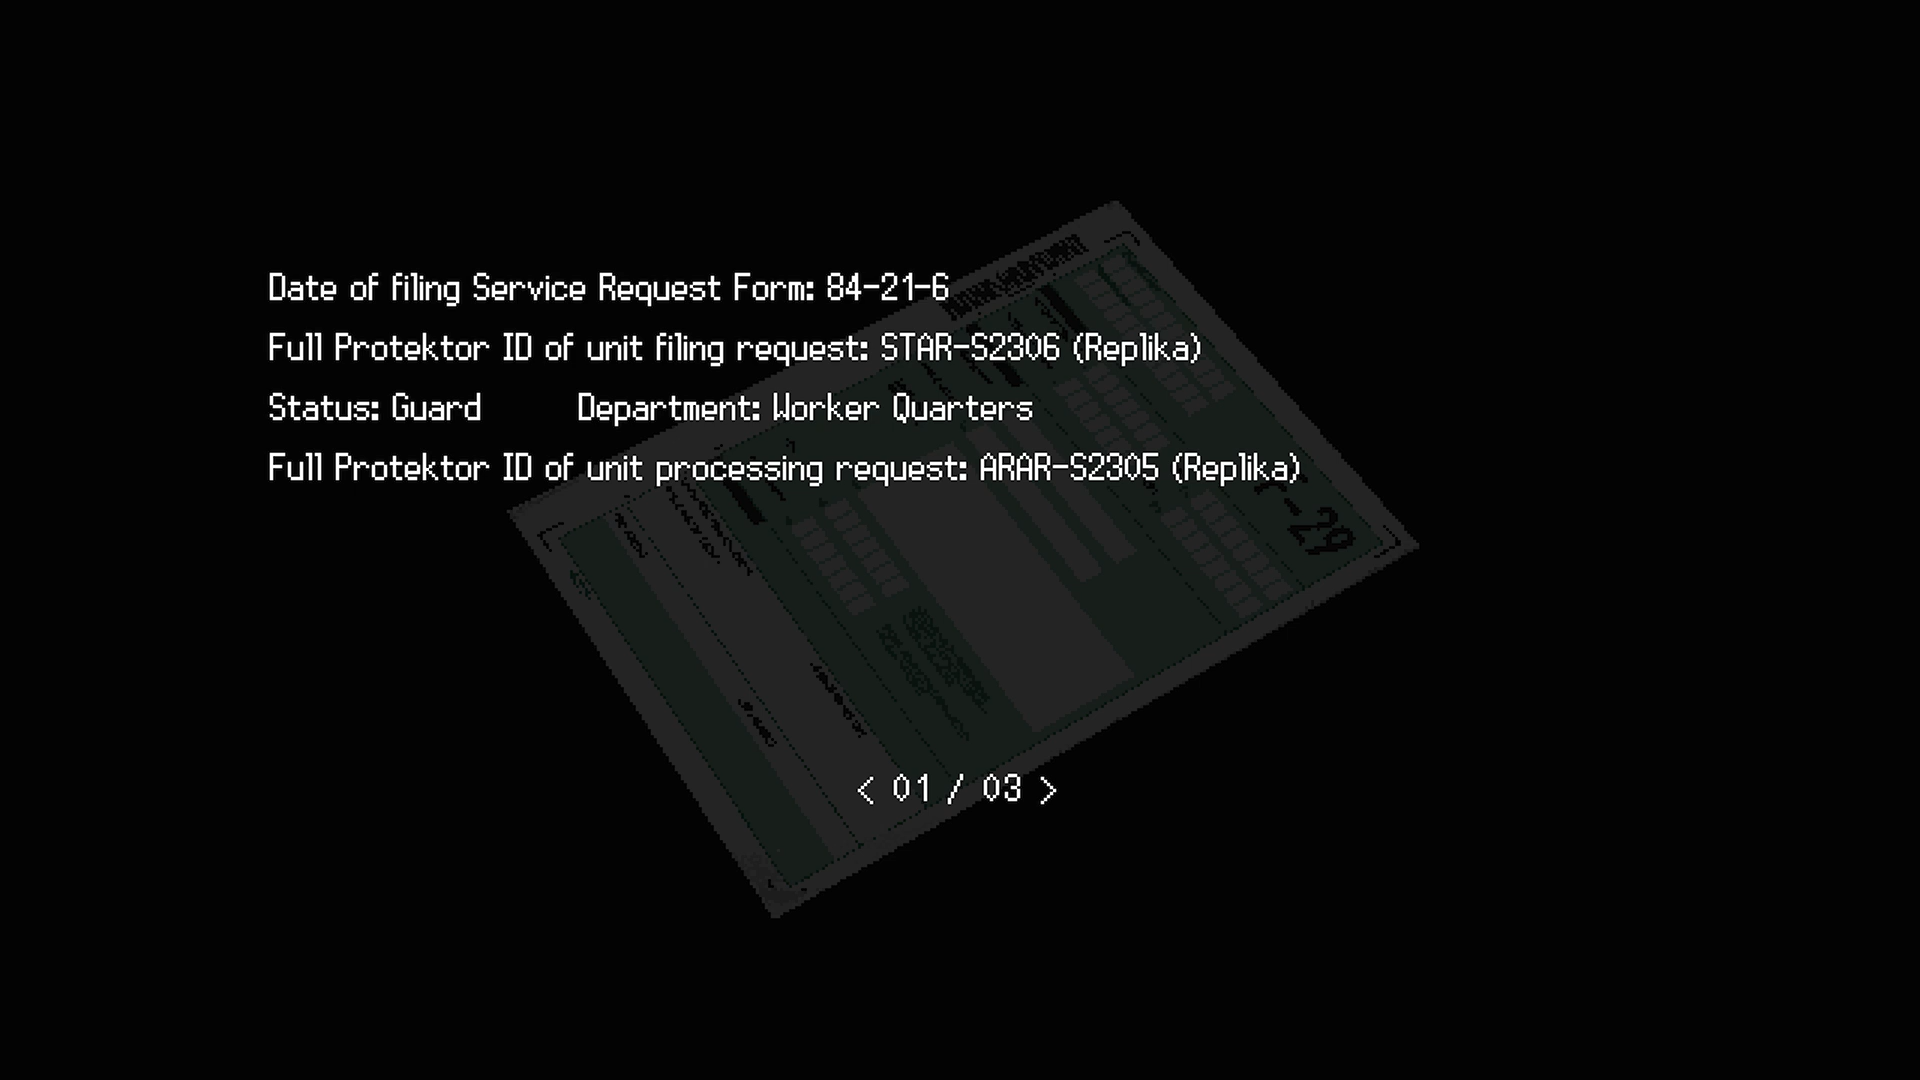 Date of filing Service Request Form: 84-21-6
Full Protektor ID of unit filing request: STAR-S2306 (Replika)
Status: Guard Department: Worker Quarters
Full Protektor ID of unit processing request: ARAR-S2305 (Replika)
< 01 / 03 >